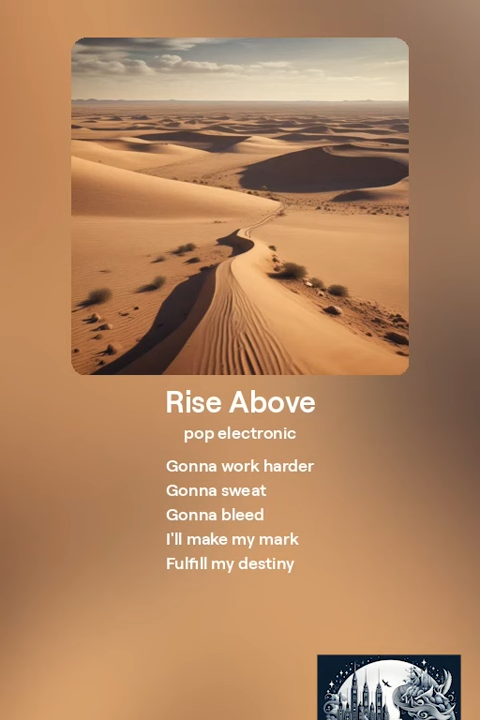 Rise Above
pop electronic
Gonna work harder
Gonna sweat
Gonna bleed
I'll make my mark
Fulfill my destiny